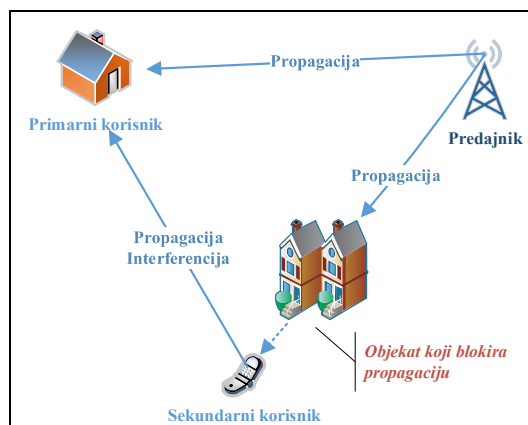 Propagacija
Primarni korisnik
Predajnik
Propagacija
Propagacija
Interferencija
Objekat koji blokira
propagaciju
Sekundarni korisnik